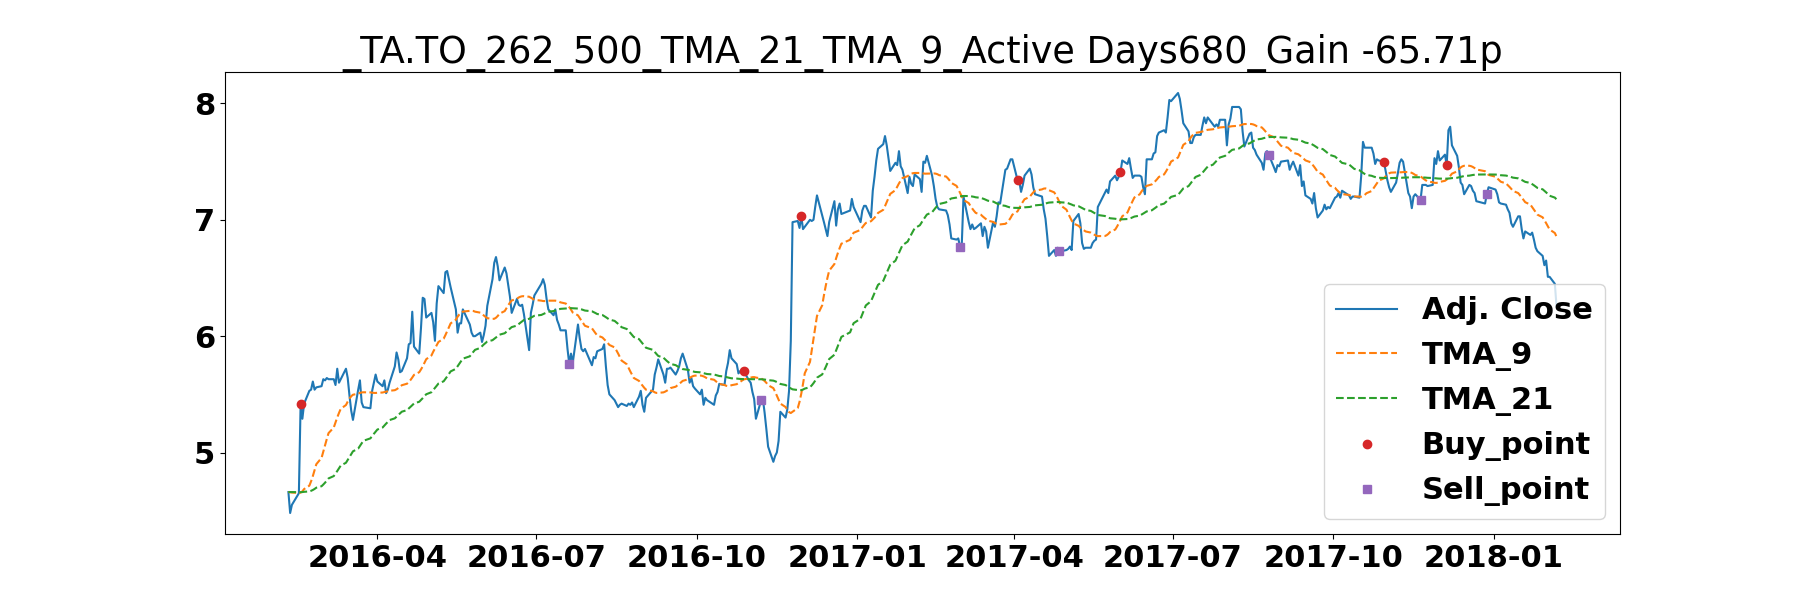 _TA.TO_262_500_TMA_21_TMA_9_Active Days680_Gain -65.71p
8
7
6
5
Adj. Close
TMA_9
TMA_21
Buy_point
Sell_point
2016-04 2016-07 2016-10 2017-01 2017-04 2017-07 2017-10 2018-01